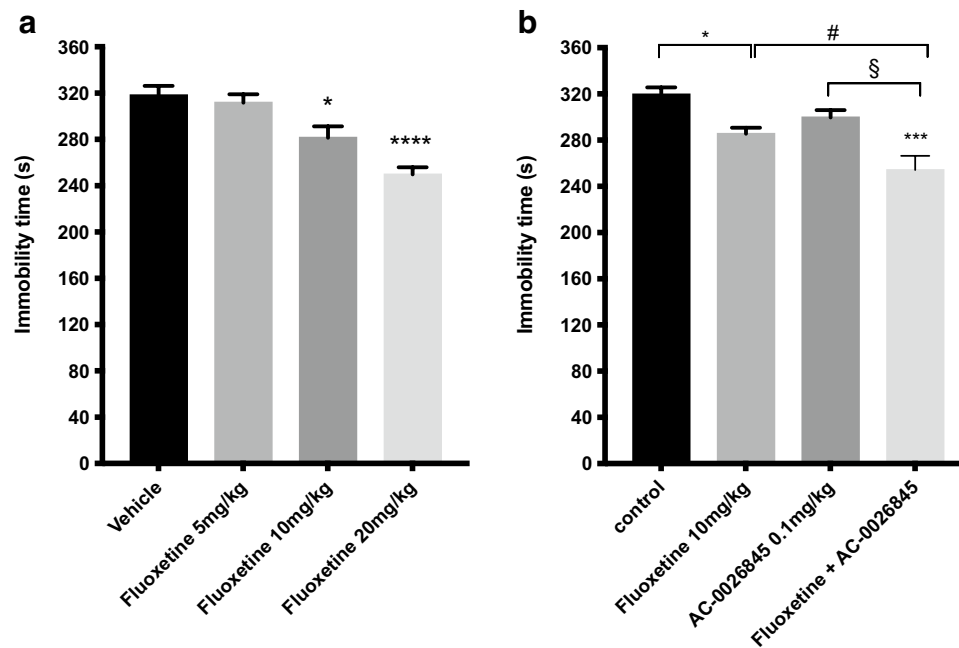 a
360
320
280
240
200
160
120
80
40
0
Immobility time (s)
*
****
Vehicle
Fluoxetine 5mg/kg
Fluoxetine 10mg/kg
Fluoxetine 20mg/kg
b
360
320
280
240
200
160
120
80
40
0
Immobility time (s)
*
#
§
***
control
Fluoxetine 10mg/kg
AC-0026845 0.1mg/kg
Fluoxetine + AC-0026845